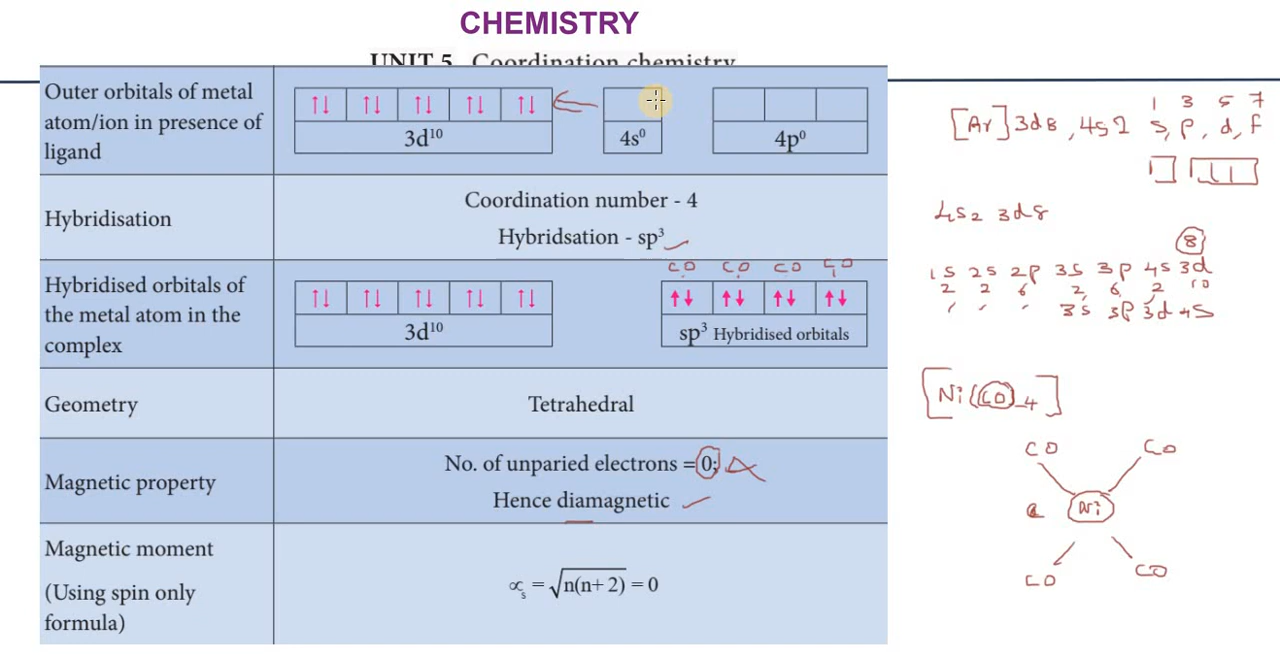 CHEMISTRY
UNIT 5 Coordination chemistry
Outer orbitals of metal
atom/ion in presence of
ligand
↑↓ ↑↓ ↑↓ ↑↓ ↑↓
3d¹⁰
4s⁰
4p⁰
Hybridisation
Coordination number - 4
Hybridsation - sp³
Hybridised orbitals of
the metal atom in the
complex
↑↓ ↑↓ ↑↓ ↑↓ ↑↓
3d¹⁰
CO CO CO CO
↑↓ ↑↓ ↑↓ ↑↓
sp³ Hybridised orbitals
Geometry
Tetrahedral
Magnetic property
No. of unparied electrons = 0;
Hence diamagnetic
Magnetic moment
(Using spin only
formula)
∝ₛ = √n(n+2) = 0
1 3 5 7
[Ar] 3d8, 4s2 s, p, d, f
4s2 3d8
8
1s 2s 2p 3s 3p 4s 3d
2 2 6 2, 6, 2 10
3s 3p 3d 4s
[Ni(CO)4]
CO CO
Ni
CO CO